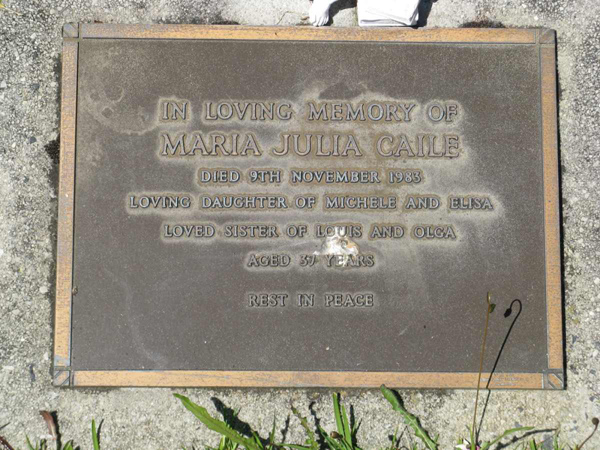 IN LOVING MEMORY OF
MARIA JULIA CAILE
DIED 9TH NOVEMBER 1983
LOVING DAUGHTER OF MICHELE AND ELISA
LOVED SISTER OF LOUIS AND OLGA
AGED 37 YEARS
REST IN PEACE